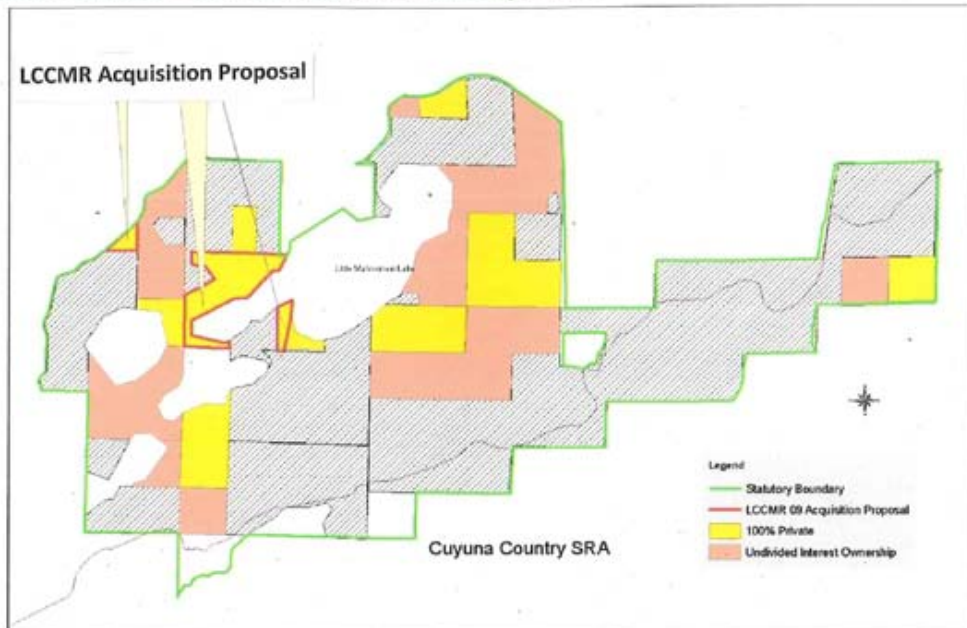 LCCMR Acquisition Proposal
Cuyuna Country SRA
Legend
Statutory Boundary
LCCMR 09 Acquisition Proposal
100% Private
Undivided Interest Ownership